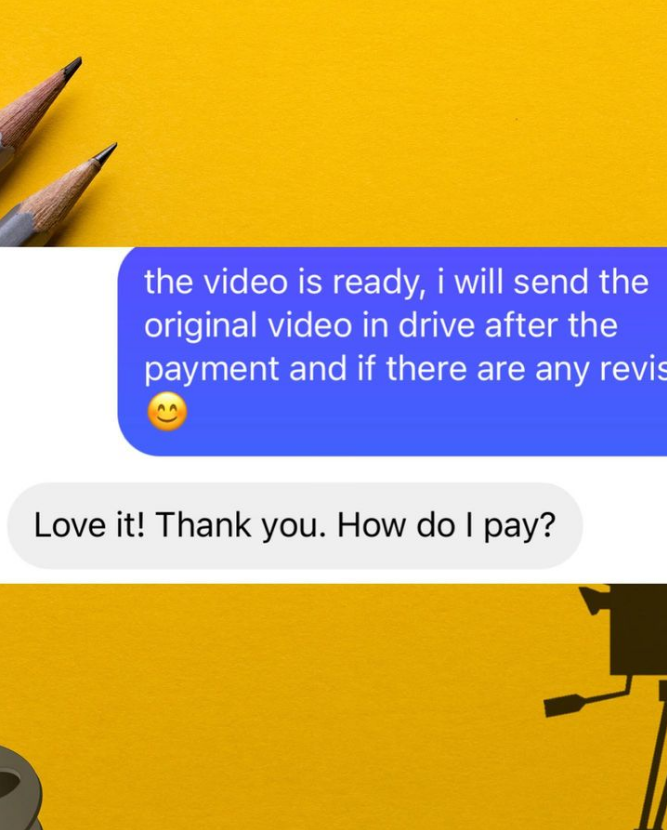 the video is ready, i will send the
original video in drive after the
payment and if there are any
😊
Love it! Thank you. How do I pay?